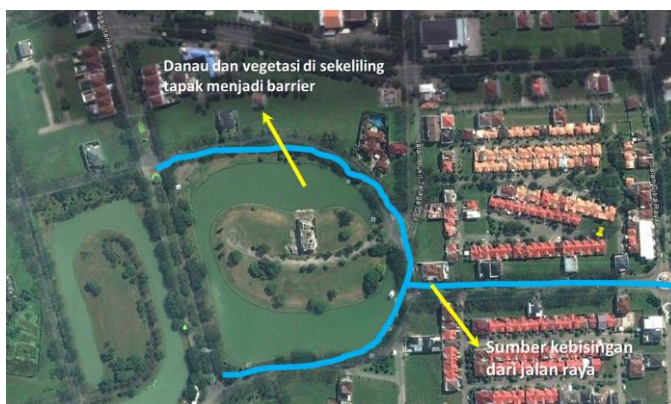 Danau dan vegetasi di sekeliling
tapak menjadi barrier
Sumber kebisingan
dari jalan raya